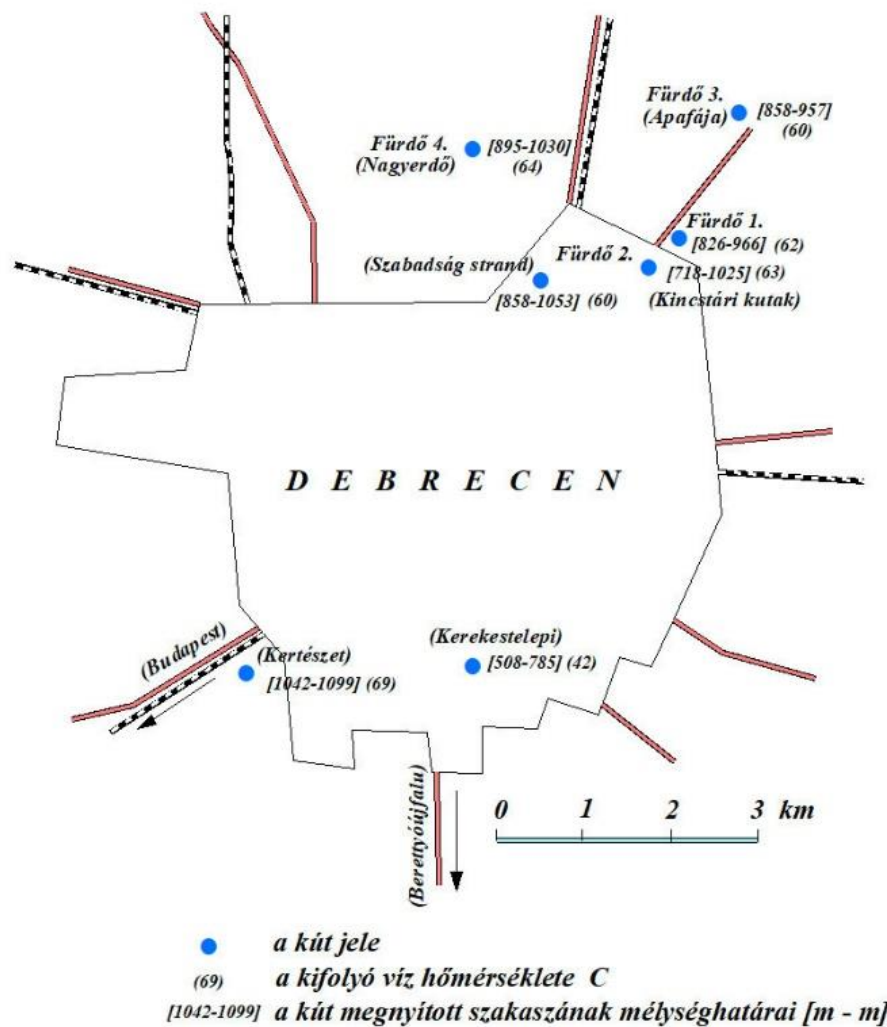 Fürdő 3.
(Apafája)
[858-957]
(60)
Fürdő 4.
(Nagyerdő)
[895-1030]
(64)
Fürdő 1.
[826-966] (62)
(Szabadság strand)
[858-1053] (60)
Fürdő 2.
[718-1025] (63)
(Kincstári kutak)
D E B R E C E N
(Budapest)
(Kertészet)
[1042-1099] (69)
(Kerekestelepi)
[508-785] (42)
(Berettyóújfalu)
0 1 2 3 km
a kút jele
(69) a kifolyó víz hőmérséklete C
[1042-1099] a kút megnyított szakaszának mélységhatárai [m - m]